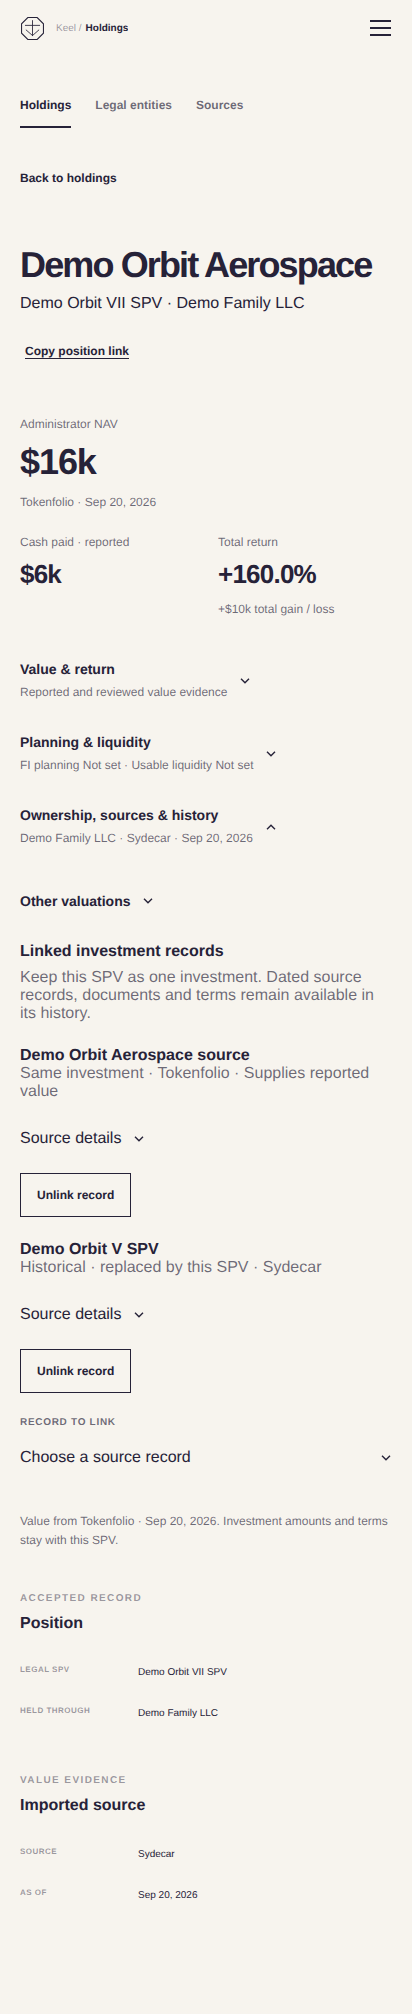 Keel / Holdings
Holdings Legal entities Sources
Back to holdings
Demo Orbit Aerospace
Demo Orbit VII SPV · Demo Family LLC
Copy position link
Administrator NAV
$16k
Tokenfolio · Sep 20, 2026
Cash paid · reported Total return
$6k +160.0%
+$10k total gain / loss
Value & return
Reported and reviewed value evidence
Planning & liquidity
FI planning Not set · Usable liquidity Not set
Ownership, sources & history
Demo Family LLC · Sydecar · Sep 20, 2026
Other valuations
Linked investment records
Keep this SPV as one investment. Dated source
records, documents and terms remain available in
its history.
Demo Orbit Aerospace source
Same investment · Tokenfolio · Supplies reported
value
Source details
Unlink record
Demo Orbit V SPV
Historical · replaced by this SPV · Sydecar
Source details
Unlink record
RECORD TO LINK
Choose a source record
Value from Tokenfolio · Sep 20, 2026. Investment amounts and terms
stay with this SPV.
ACCEPTED RECORD
Position
LEGAL SPV Demo Orbit VII SPV
HELD THROUGH Demo Family LLC
VALUE EVIDENCE
Imported source
SOURCE Sydecar
AS OF Sep 20, 2026